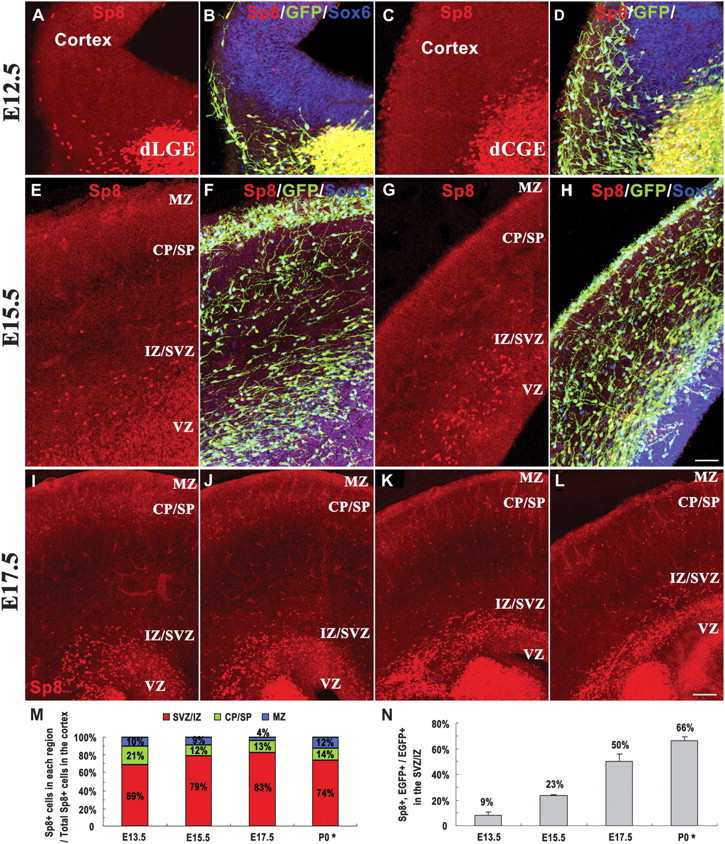 A Sp8 B Sp8/GFP/Sox6 C Sp8 D Sp8/GFP/Sox6
Cortex Cortex
dLGE dCGE
E12.5
E Sp8 F Sp8/GFP/Sox6 G Sp8 H Sp8/GFP/Sox6
MZ MZ
CP/SP CP/SP
IZ/SVZ IZ/SVZ
VZ VZ
E15.5
I MZ J MZ K MZ L MZ
CP/SP CP/SP CP/SP CP/SP
IZ/SVZ IZ/SVZ IZ/SVZ IZ/SVZ
VZ VZ VZ VZ
Sp8
E17.5
M
SVZ/IZ CP/SP MZ
Sp8+ cells in each region
/ Total Sp8+ cells in the cortex
100%
80%
60%
40%
20%
0
10% 9% 4% 12%
21% 12% 13% 14%
69% 79% 83% 74%
E13.5 E15.5 E17.5 P0 *
N
Sp8+, EGFP+ / EGFP+
in the SVZ/IZ
80%
60%
40%
20%
0
9% 23% 50% 66%
E13.5 E15.5 E17.5 P0 *